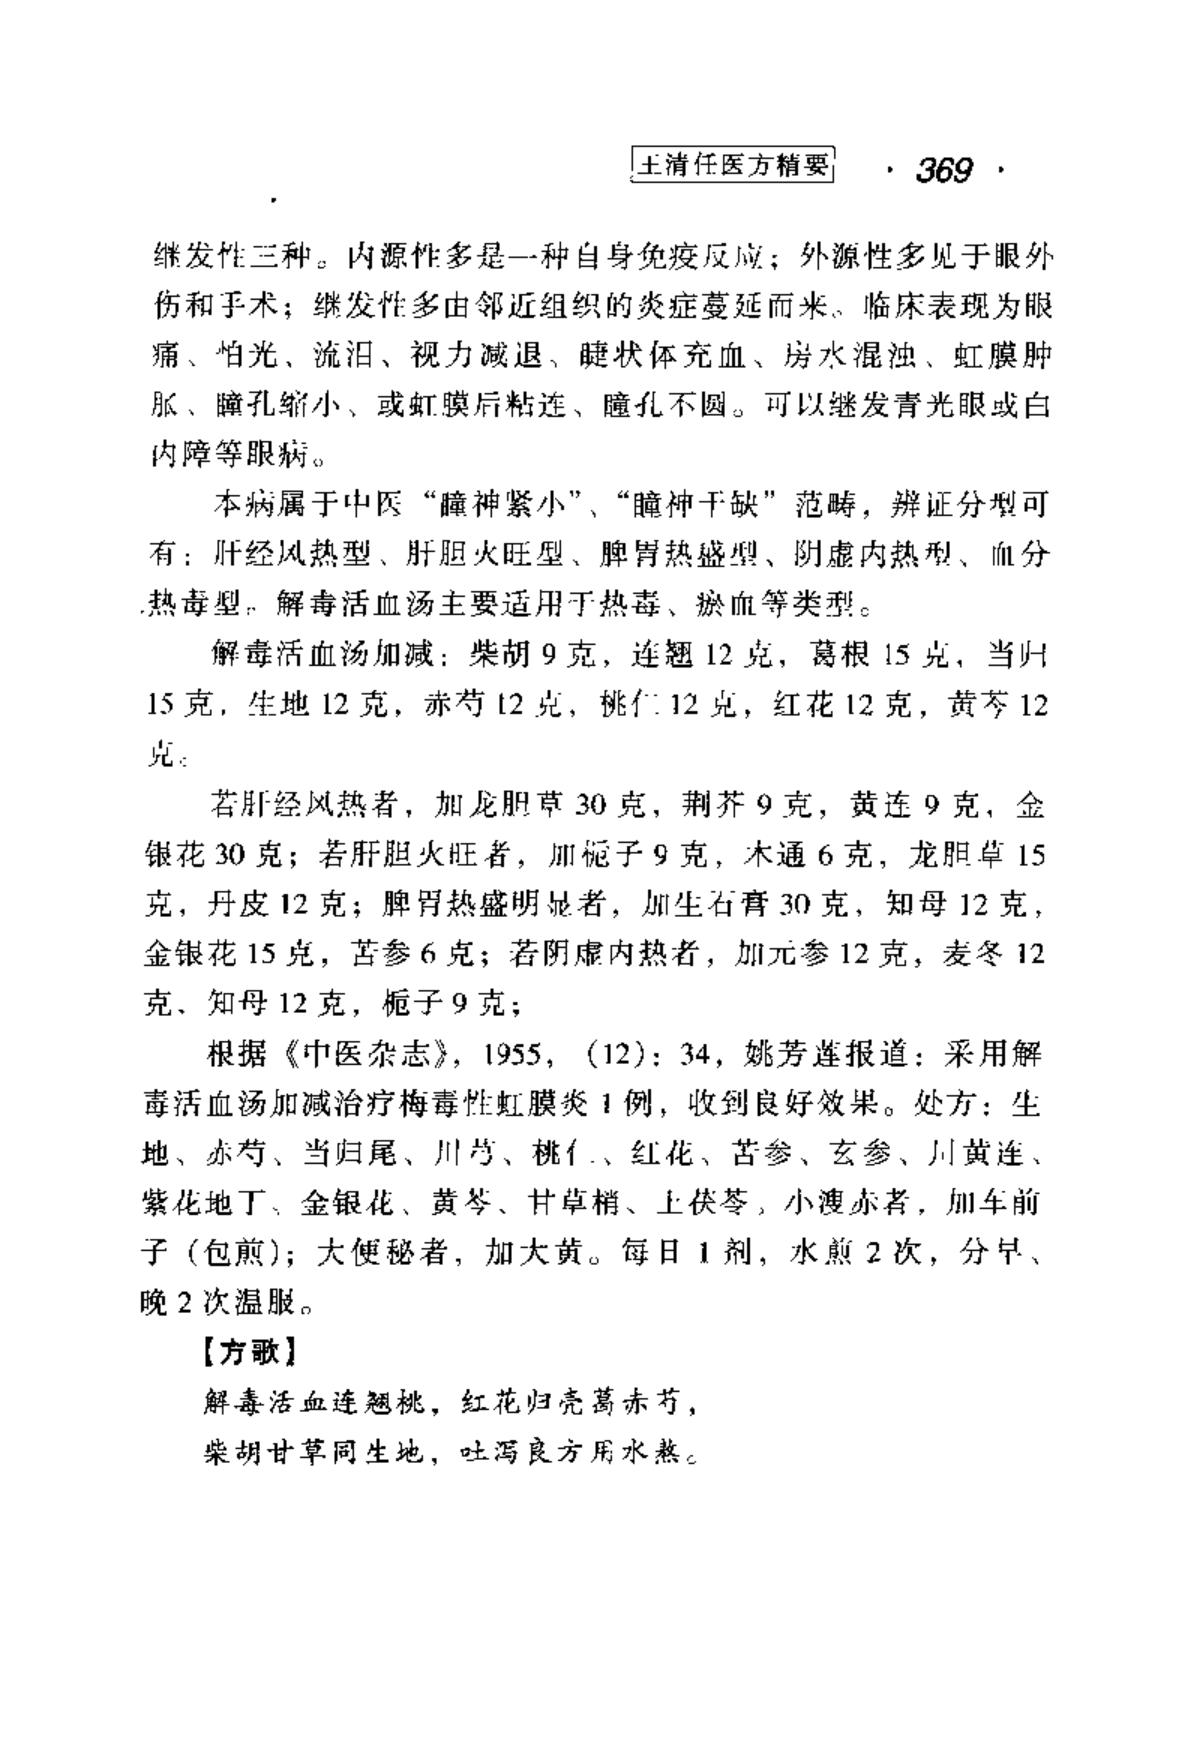 王清任医方精要 · 369 ·
继发性三种。内源性多是一种自身免疫反应；外源性多见于眼外
伤和手术；继发性多由邻近组织的炎症蔓延而来。临床表现为眼
痛、怕光、流泪、视力减退、睫状体充血、房水混浊、虹膜肿
胀、瞳孔缩小、或虹膜后粘连、瞳孔不圆。可以继发青光眼或白
内障等眼病。
本病属于中医“瞳神紧小”、“瞳神干缺”范畴，辨证分型可
有：肝经风热型、肝胆火旺型、脾胃热盛型、阴虚内热型、血分
热毒型。解毒活血汤主要适用于热毒、瘀血等类型。
解毒活血汤加减：柴胡 9 克，连翘 12 克，葛根 15 克，当归
15 克，生地 12 克，赤芍 12 克，桃仁 12 克，红花 12 克，黄芩 12
克。
若肝经风热者，加龙胆草 30 克，荆芥 9 克，黄连 9 克，金
银花 30 克；若肝胆火旺者，加栀子 9 克，木通 6 克，龙胆草 15
克，丹皮 12 克；脾胃热盛明显者，加生石膏 30 克，知母 12 克，
金银花 15 克，苦参 6 克；若阴虚内热者，加元参 12 克，麦冬 12
克、知母 12 克，栀子 9 克；
根据《中医杂志》，1955，（12）：34，姚芳莲报道：采用解
毒活血汤加减治疗梅毒性虹膜炎 1 例，收到良好效果。处方：生
地、赤芍、当归尾、川芎、桃仁、红花、苦参、玄参、川黄连、
紫花地丁、金银花、黄芩、甘草梢、土茯苓。小溲赤者，加车前
子（包煎）；大便秘者，加大黄。每日 1 剂，水煎 2 次，分早、
晚 2 次温服。
【方歌】
解毒活血连翘桃，红花归壳葛赤芍，
柴胡甘草同生地，吐泻良方用水熬。